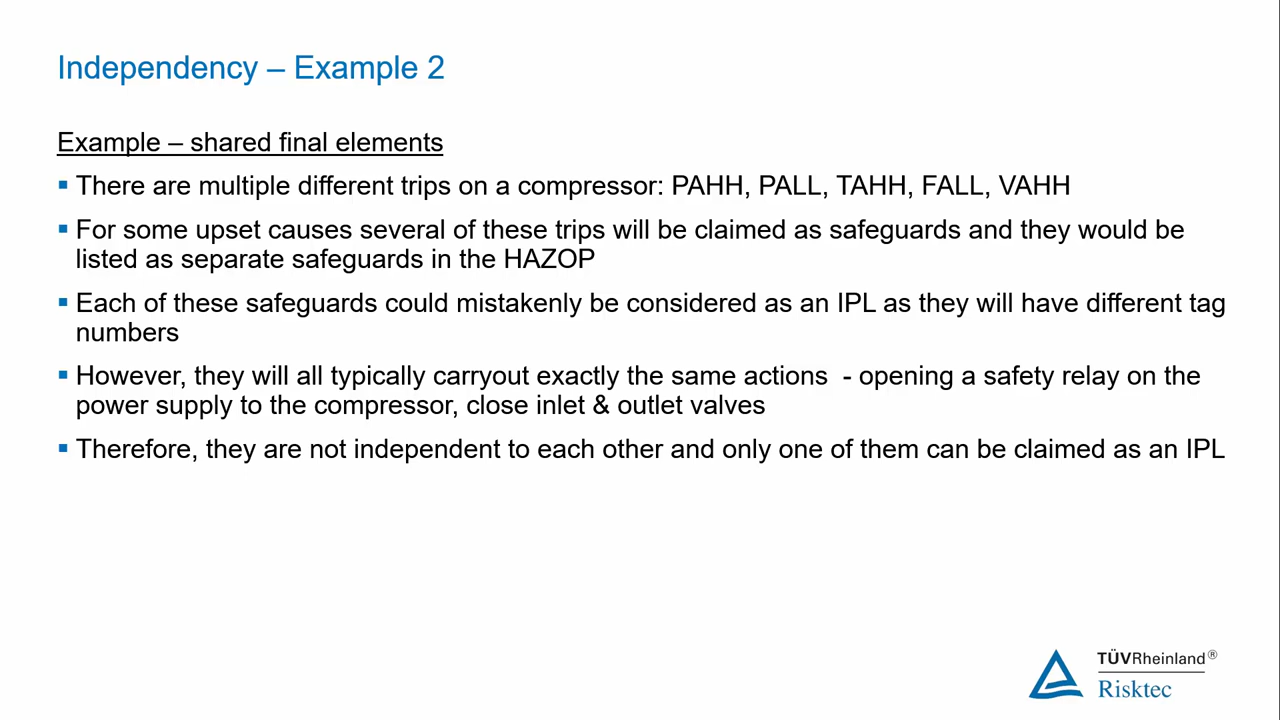 Independency – Example 2
Example – shared final elements
▪ There are multiple different trips on a compressor: PAHH, PALL, TAHH, FALL, VAHH
▪ For some upset causes several of these trips will be claimed as safeguards and they would be
listed as separate safeguards in the HAZOP
▪ Each of these safeguards could mistakenly be considered as an IPL as they will have different tag
numbers
▪ However, they will all typically carryout exactly the same actions  - opening a safety relay on the
power supply to the compressor, close inlet & outlet valves
▪ Therefore, they are not independent to each other and only one of them can be claimed as an IPL
TÜVRheinland®
Risktec